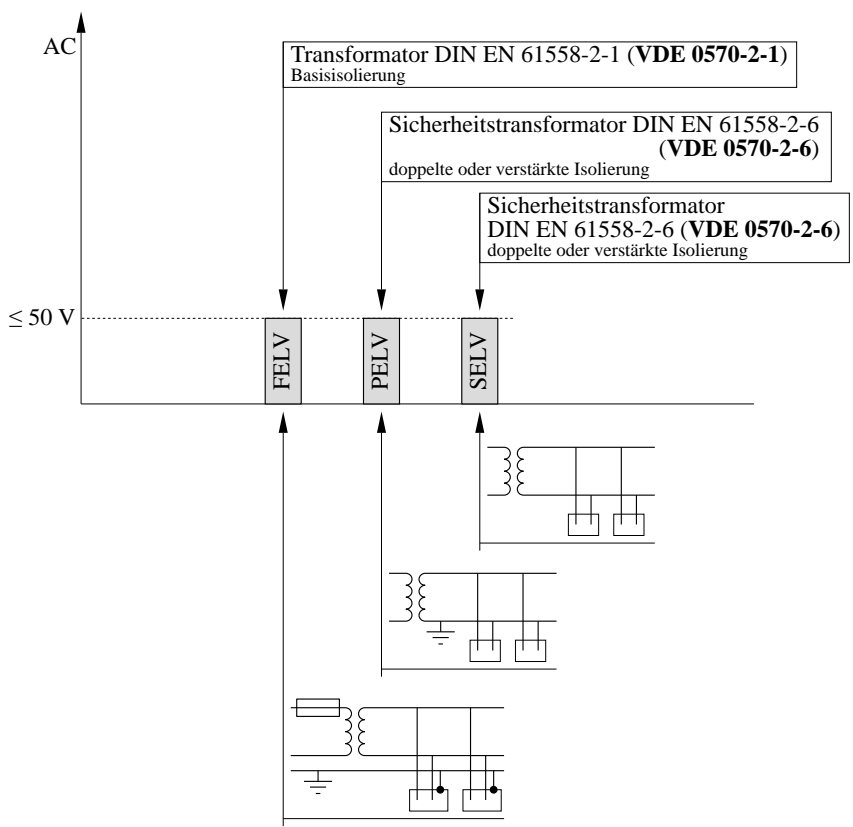 AC
Transformator DIN EN 61558-2-1 (VDE 0570-2-1)
Basisisolierung
Sicherheitstransformator DIN EN 61558-2-6
(VDE 0570-2-6)
doppelte oder verstärkte Isolierung
Sicherheitstransformator
DIN EN 61558-2-6 (VDE 0570-2-6)
doppelte oder verstärkte Isolierung
≤ 50 V
FELV
PELV
SELV